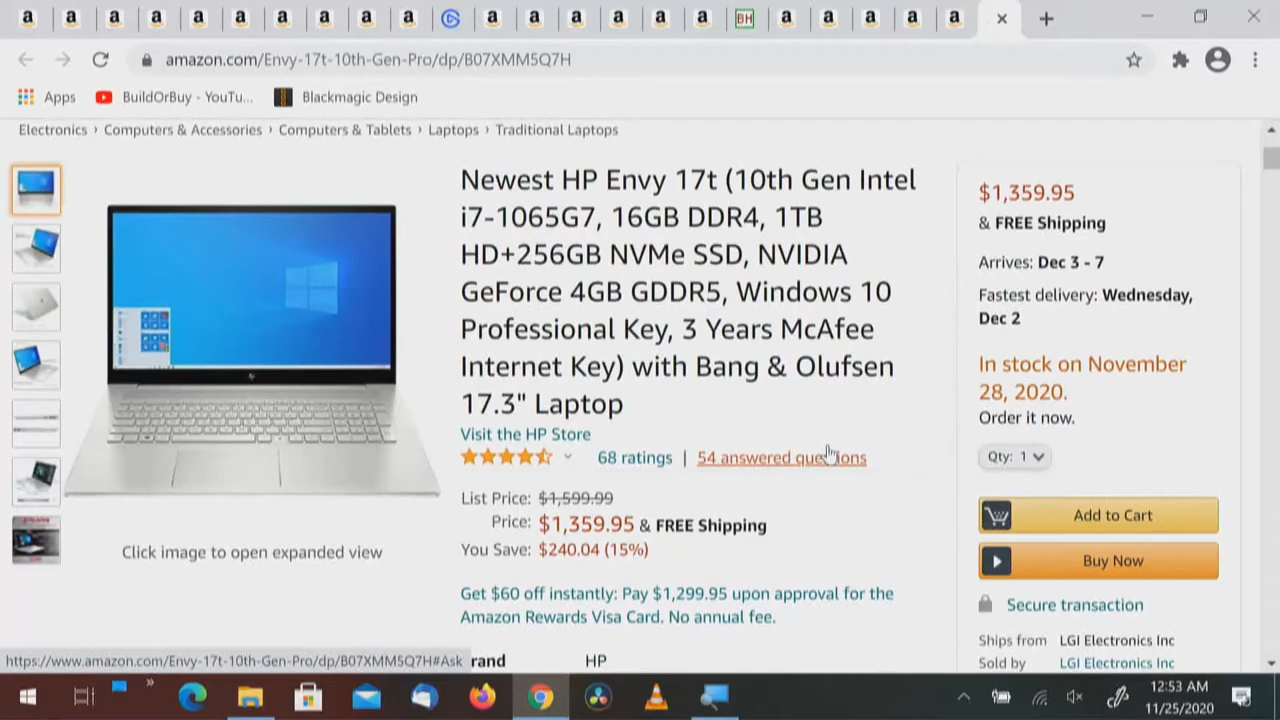 BH
amazon.com/Envy-17t-10th-Gen-Pro/dp/B07XMM5Q7H
Apps
BuildOrBuy - YouTu...
Blackmagic Design
Electronics › Computers & Accessories › Computers & Tablets › Laptops › Traditional Laptops
Newest HP Envy 17t (10th Gen Intel
i7-1065G7, 16GB DDR4, 1TB
HD+256GB NVMe SSD, NVIDIA
GeForce 4GB GDDR5, Windows 10
Professional Key, 3 Years McAfee
Internet Key) with Bang & Olufsen
17.3" Laptop
Visit the HP Store
68 ratings | 54 answered questions
List Price: $1,599.99
Price: $1,359.95 & FREE Shipping
You Save: $240.04 (15%)
Get $60 off instantly: Pay $1,299.95 upon approval for the
Amazon Rewards Visa Card. No annual fee.
rand HP
Click image to open expanded view
$1,359.95
& FREE Shipping
Arrives: Dec 3 - 7
Fastest delivery: Wednesday,
Dec 2
In stock on November
28, 2020.
Order it now.
Qty: 1
Add to Cart
Buy Now
Secure transaction
Ships from LGI Electronics Inc
Sold by LGI Electronics Inc
https://www.amazon.com/Envy-17t-10th-Gen-Pro/dp/B07XMM5Q7H#Ask
12:53 AM
11/25/2020